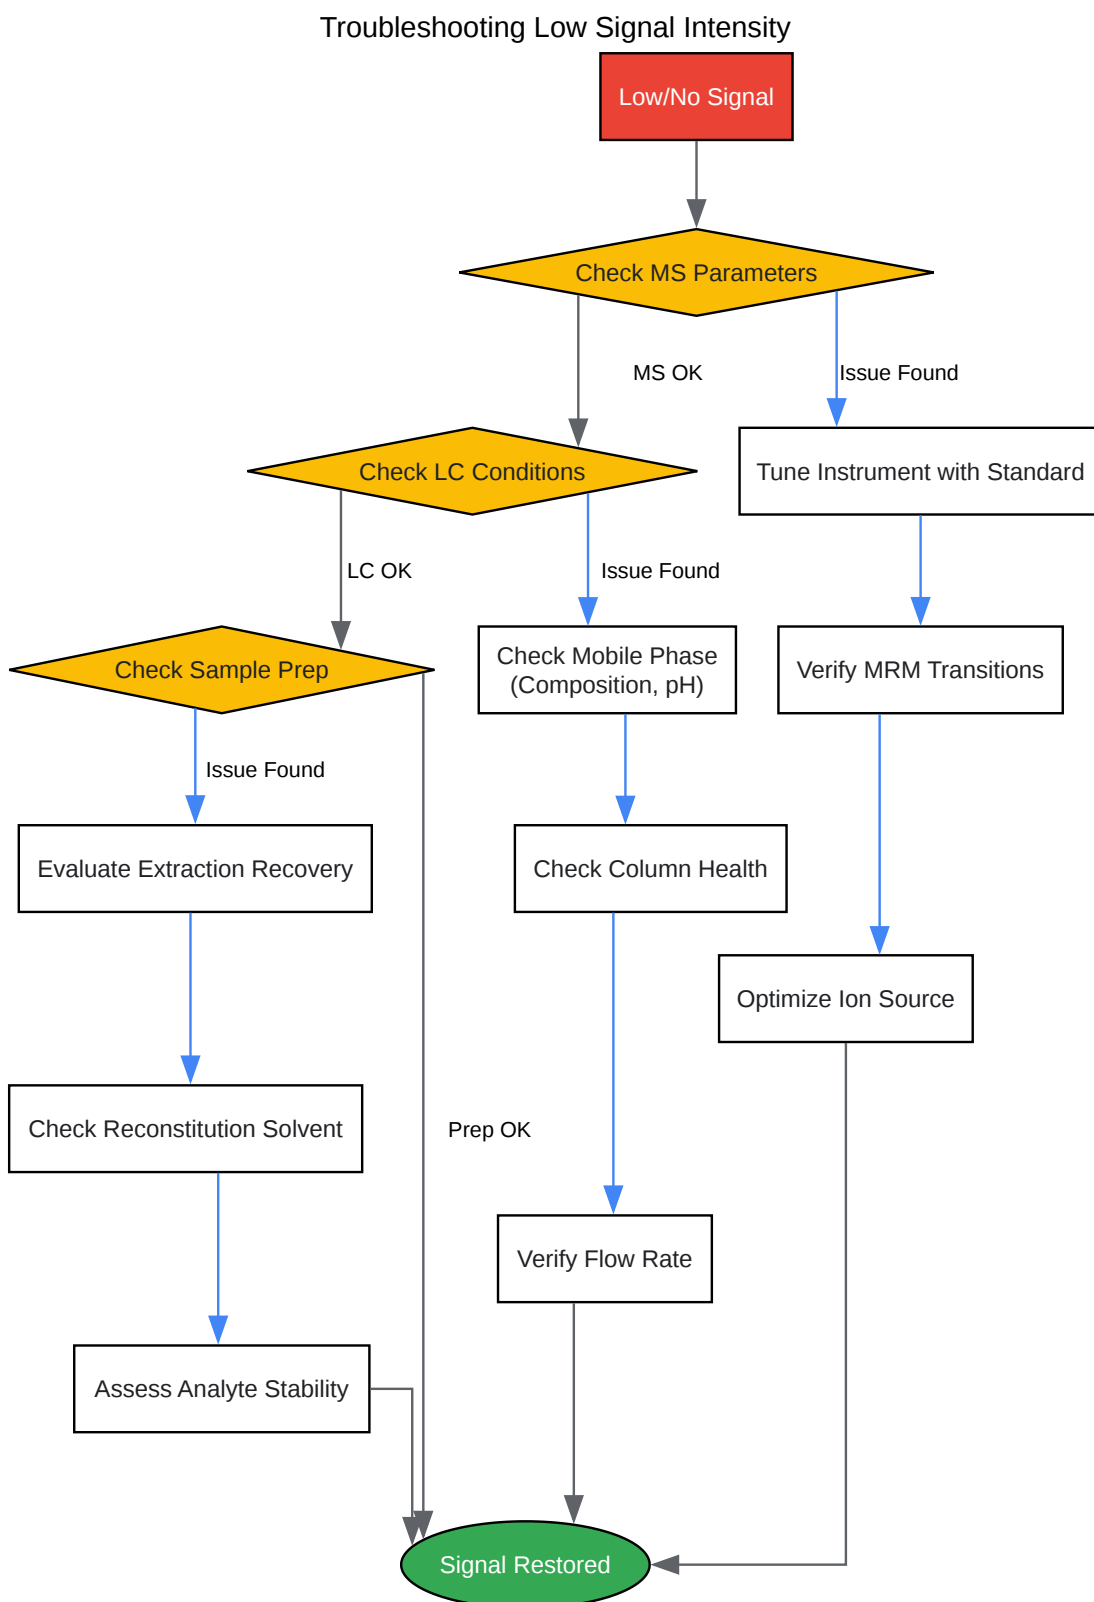 Troubleshooting Low Signal Intensity
Low/No Signal
Check MS Parameters
MS OK
Issue Found
Check LC Conditions
Tune Instrument with Standard
LC OK
Issue Found
Check Sample Prep
Check Mobile Phase
(Composition, pH)
Verify MRM Transitions
Issue Found
Evaluate Extraction Recovery
Check Column Health
Optimize Ion Source
Check Reconstitution Solvent
Prep OK
Verify Flow Rate
Assess Analyte Stability
Signal Restored